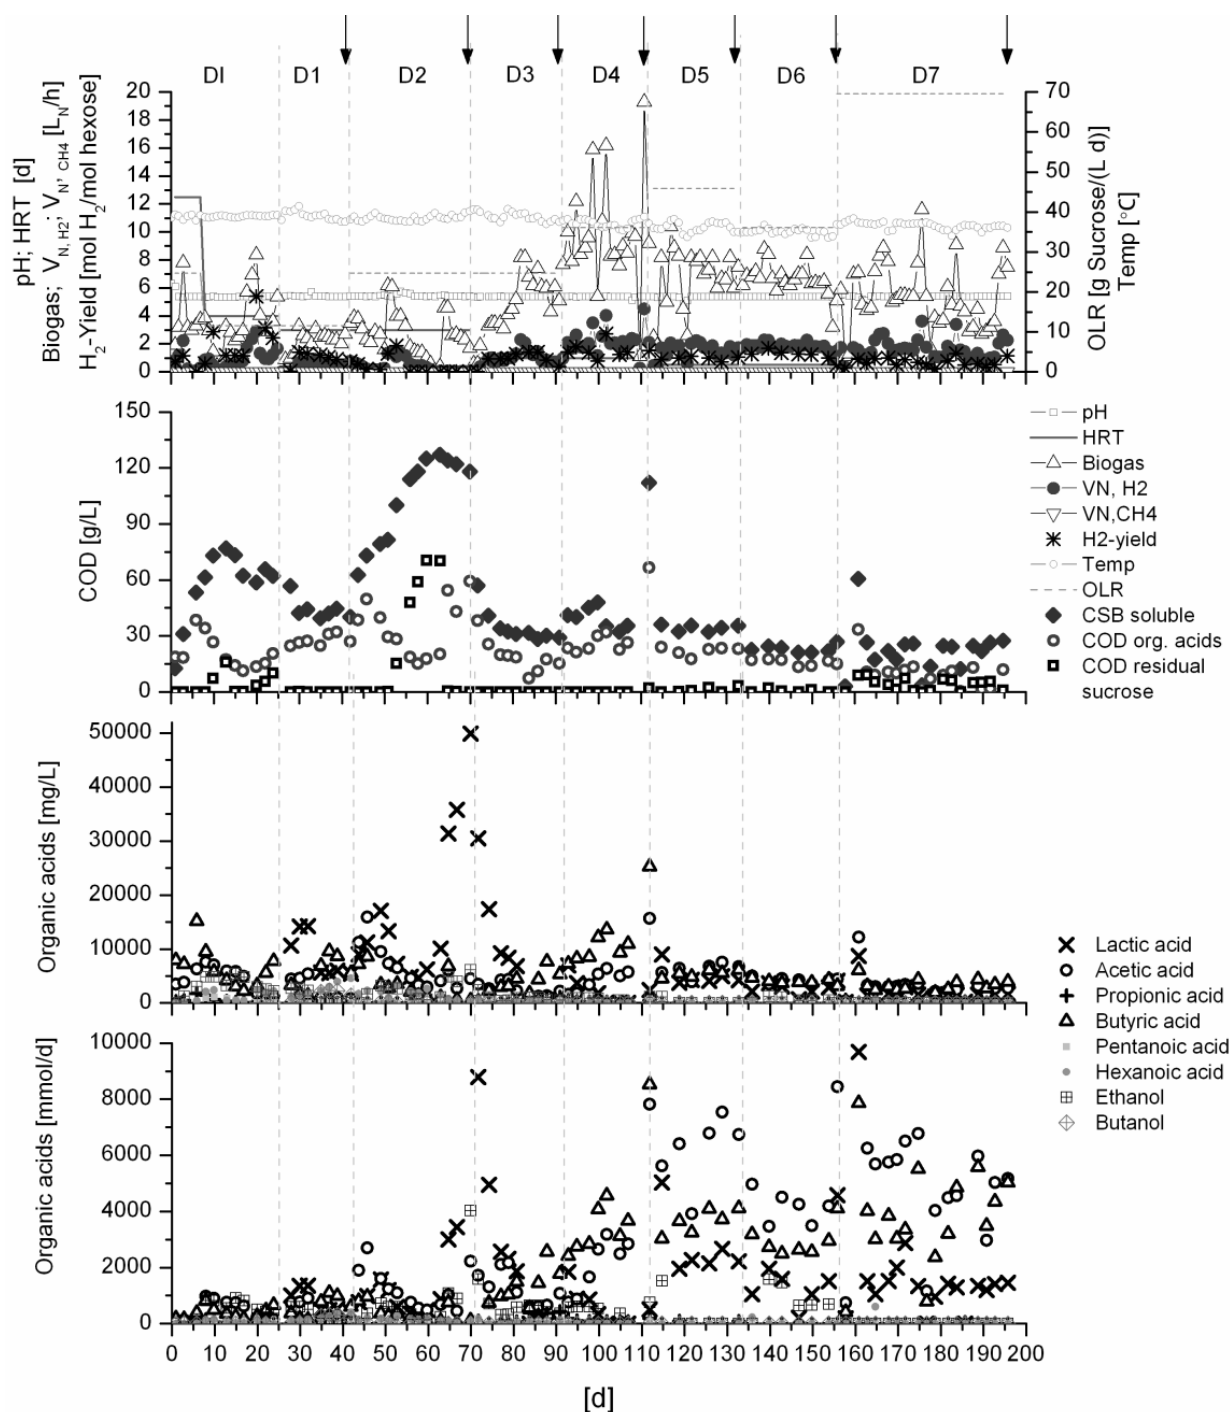 DI D1 D2 D3 D4 D5 D6 D7
pH; HRT [d]
Biogas; V_N, H2; V_N, CH4 [L_N/h]
H2-Yield [mol H2/mol hexose]
20
18
16
14
12
10
8
6
4
2
0
70
60
50
40
30
20
10
0
OLR [g Sucrose/(L d)]
Temp [°C]
COD [g/L]
150
120
90
60
30
0
pH
HRT
Biogas
VN, H2
VN,CH4
H2-yield
Temp
OLR
CSB soluble
COD org. acids
COD residual
sucrose
Organic acids [mg/L]
50000
40000
30000
20000
10000
0
Lactic acid
Acetic acid
Propionic acid
Butyric acid
Pentanoic acid
Hexanoic acid
Ethanol
Butanol
Organic acids [mmol/d]
10000
8000
6000
4000
2000
0
0 10 20 30 40 50 60 70 80 90 100 110 120 130 140 150 160 170 180 190 200
[d]